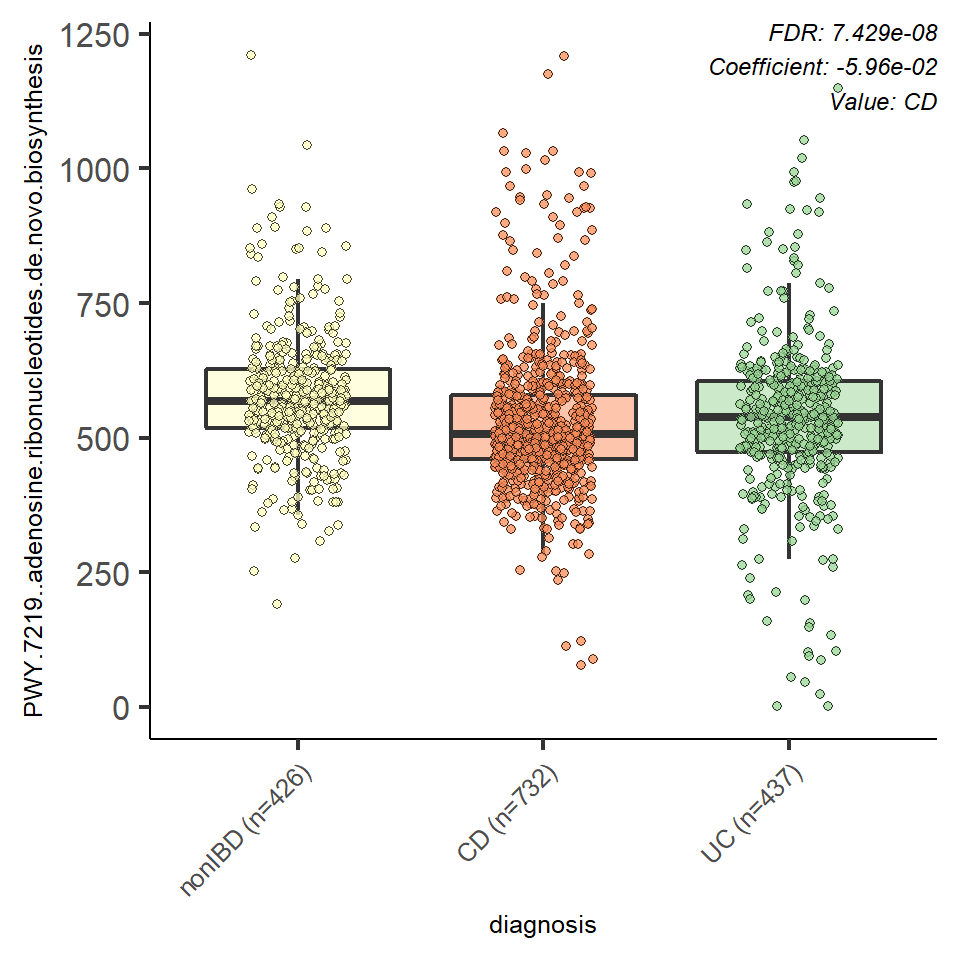 FDR: 7.429e-08
Coefficient: -5.96e-02
Value: CD
PWY.7219..adenosine.ribonucleotides.de.novo.biosynthesis
1250
1000
750
500
250
0
nonIBD (n=426)
CD (n=732)
UC (n=437)
diagnosis